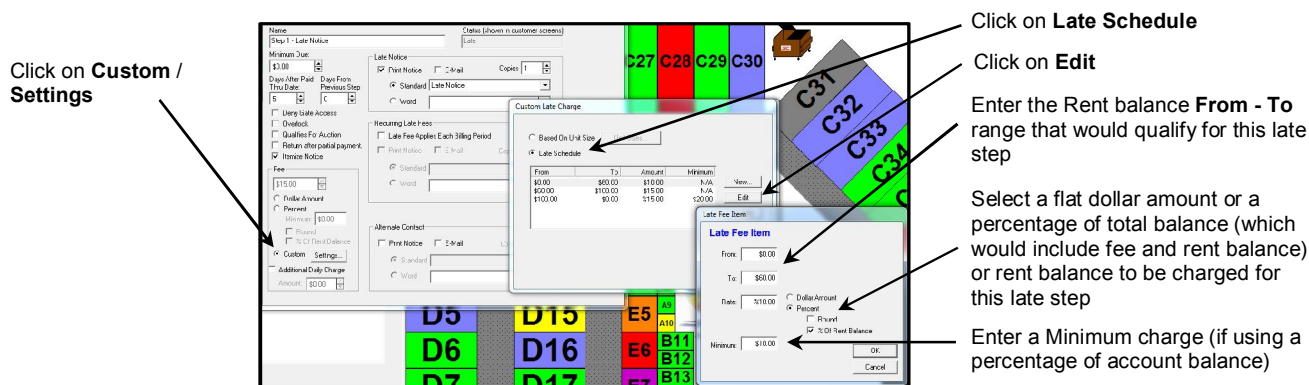 Click on Custom /
Settings
Name
Status (shown in customer screens)
Step 1 - Late Notice
Late
Minimum Due:
$0.00
Days After Paid
Thru Date:
Days From
Previous Step
5
Deny Gate Access
Overlock
Qualifies For Auction
Return after partial payment.
Itemize Notice
Fee
$15.00
Dollar Amount
Percent
Minimum: $0.00
Round
% Of Rent Balance
Custom Settings...
Additional Daily Charge
Amount: $0.00
Late Notice
Print Notice E-Mail Copies 1
Standard Late Notice
Word
Recurring Late Fees
Late Fee Applies Each Billing Period
Print Notice E-Mail
Standard
Word
Alternate Contact
Print Notice E-Mail
Standard
Word
Custom Late Charge
Based On Unit Size
Late Schedule
From To Amount Minimum
$0.00 $60.00 $10.00 N/A
$60.00 $100.00 $15.00 N/A
$100.00 $0.00 %15.00 $20.00
New...
Edit
Late Fee Item
Late Fee Item
From: $0.00
To: $60.00
Rate: %10.00
Dollar Amount
Percent
Round
% Of Rent Balance
Minimum: $10.00
OK
Cancel
C27 C28 C29 C30
C31
C32
C33
C34
D5 D15 E5 A9
A10
D6 D16 E6 B11
B12
D7 D17 E7 B13
Click on Late Schedule
Click on Edit
Enter the Rent balance From - To
range that would qualify for this late
step
Select a flat dollar amount or a
percentage of total balance (which
would include fee and rent balance)
or rent balance to be charged for
this late step
Enter a Minimum charge (if using a
percentage of account balance)